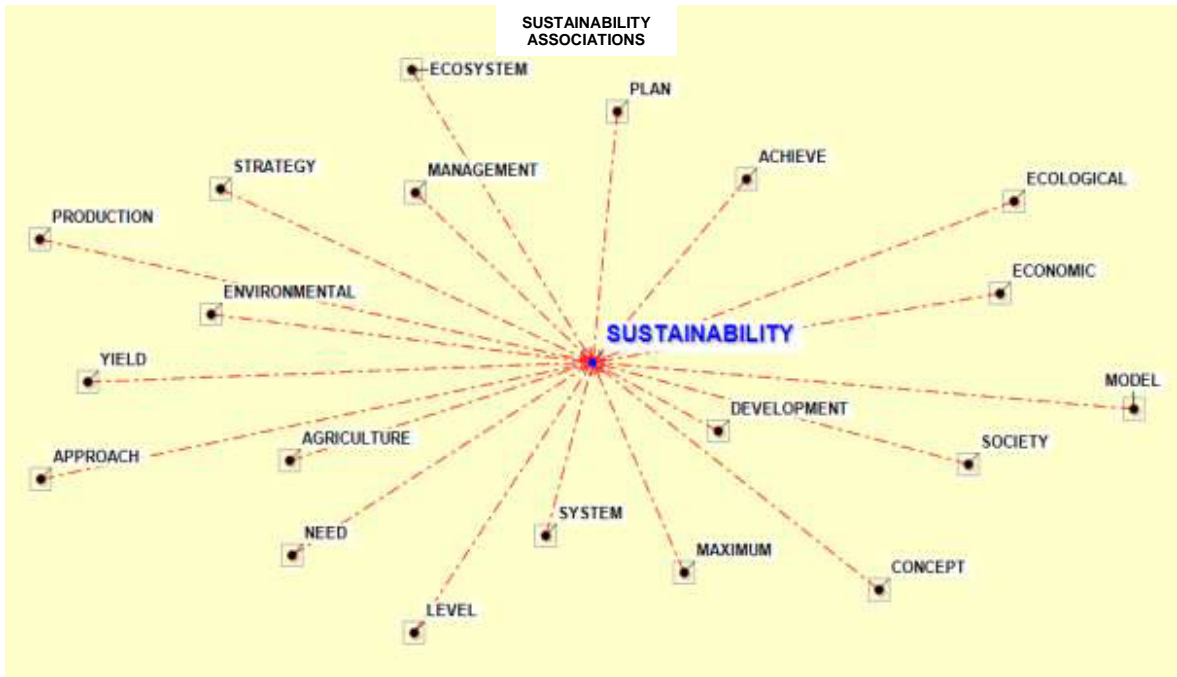 SUSTAINABILITY
ASSOCIATIONS
ECOSYSTEM
PLAN
STRATEGY
MANAGEMENT
ACHIEVE
ECOLOGICAL
PRODUCTION
ENVIRONMENTAL
ECONOMIC
SUSTAINABILITY
YIELD
MODEL
DEVELOPMENT
AGRICULTURE
SOCIETY
APPROACH
SYSTEM
NEED
MAXIMUM
CONCEPT
LEVEL